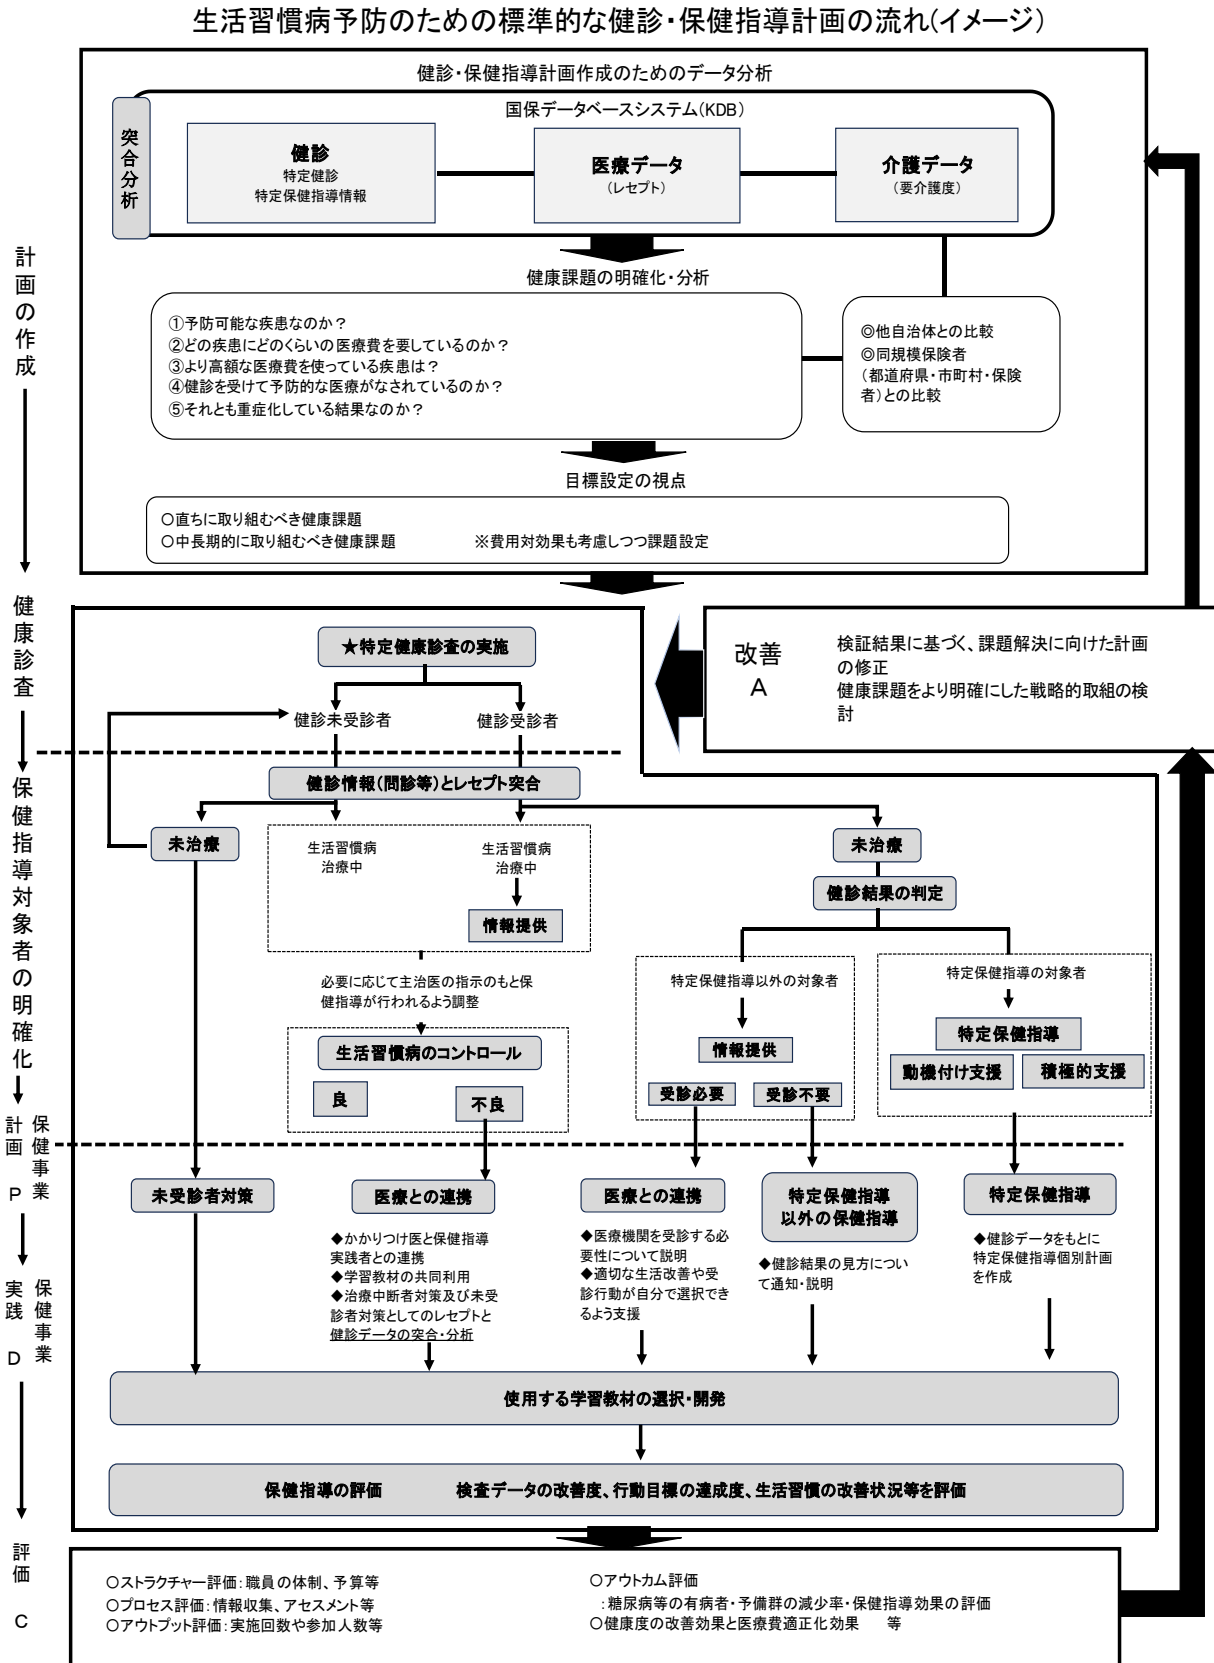 生活習慣病予防のための標準的な健診・保健指導計画の流れ(イメージ)
健診・保健指導計画作成のためのデータ分析
国保データベースシステム(KDB)
突合分析
健診
特定健診
特定保健指導情報
医療データ
(レセプト)
介護データ
(要介護度)
計画の作成
健康課題の明確化・分析
①予防可能な疾患なのか?
②どの疾患にどのくらいの医療費を要しているのか?
③より高額な医療費を使っている疾患は?
④健診を受けて予防的な医療がなされているのか?
⑤それとも重症化している結果なのか?
◎他自治体との比較
◎同規模保険者
(都道府県・市町村・保険
者)との比較
目標設定の視点
○直ちに取り組むべき健康課題
○中長期的に取り組むべき健康課題 ※費用対効果も考慮しつつ課題設定
健康診査
★特定健康診査の実施
健診未受診者
健診受診者
改善
A
検証結果に基づく、課題解決に向けた計画
の修正
健康課題をより明確にした戦略的取組の検
討
保健指導対象者の明確化
健診情報(問診等)とレセプト突合
未治療
生活習慣病
治療中
生活習慣病
治療中
情報提供
未治療
健診結果の判定
必要に応じて主治医の指示のもと保
健指導が行われるよう調整
生活習慣病のコントロール
良
不良
特定保健指導以外の対象者
情報提供
受診必要
受診不要
特定保健指導の対象者
特定保健指導
動機付け支援
積極的支援
保健事業
計画 P
未受診者対策
医療との連携
◆かかりつけ医と保健指導
実践者との連携
◆学習教材の共同利用
◆治療中断者対策及び未受
診者対策としてのレセプトと
健診データの突合・分析
医療との連携
◆医療機関を受診する必
要性について説明
◆適切な生活改善や受
診行動が自分で選択でき
るよう支援
特定保健指導
以外の保健指導
◆健診結果の見方につい
て通知・説明
特定保健指導
◆健診データをもとに
特定保健指導個別計画
を作成
保健事業
実践 D
使用する学習教材の選択・開発
保健指導の評価 検査データの改善度、行動目標の達成度、生活習慣の改善状況等を評価
評価 C
○ストラクチャー評価:職員の体制、予算等
○プロセス評価:情報収集、アセスメント等
○アウトプット評価:実施回数や参加人数等
○アウトカム評価
:糖尿病等の有病者・予備群の減少率・保健指導効果の評価
○健康度の改善効果と医療費適正化効果 等